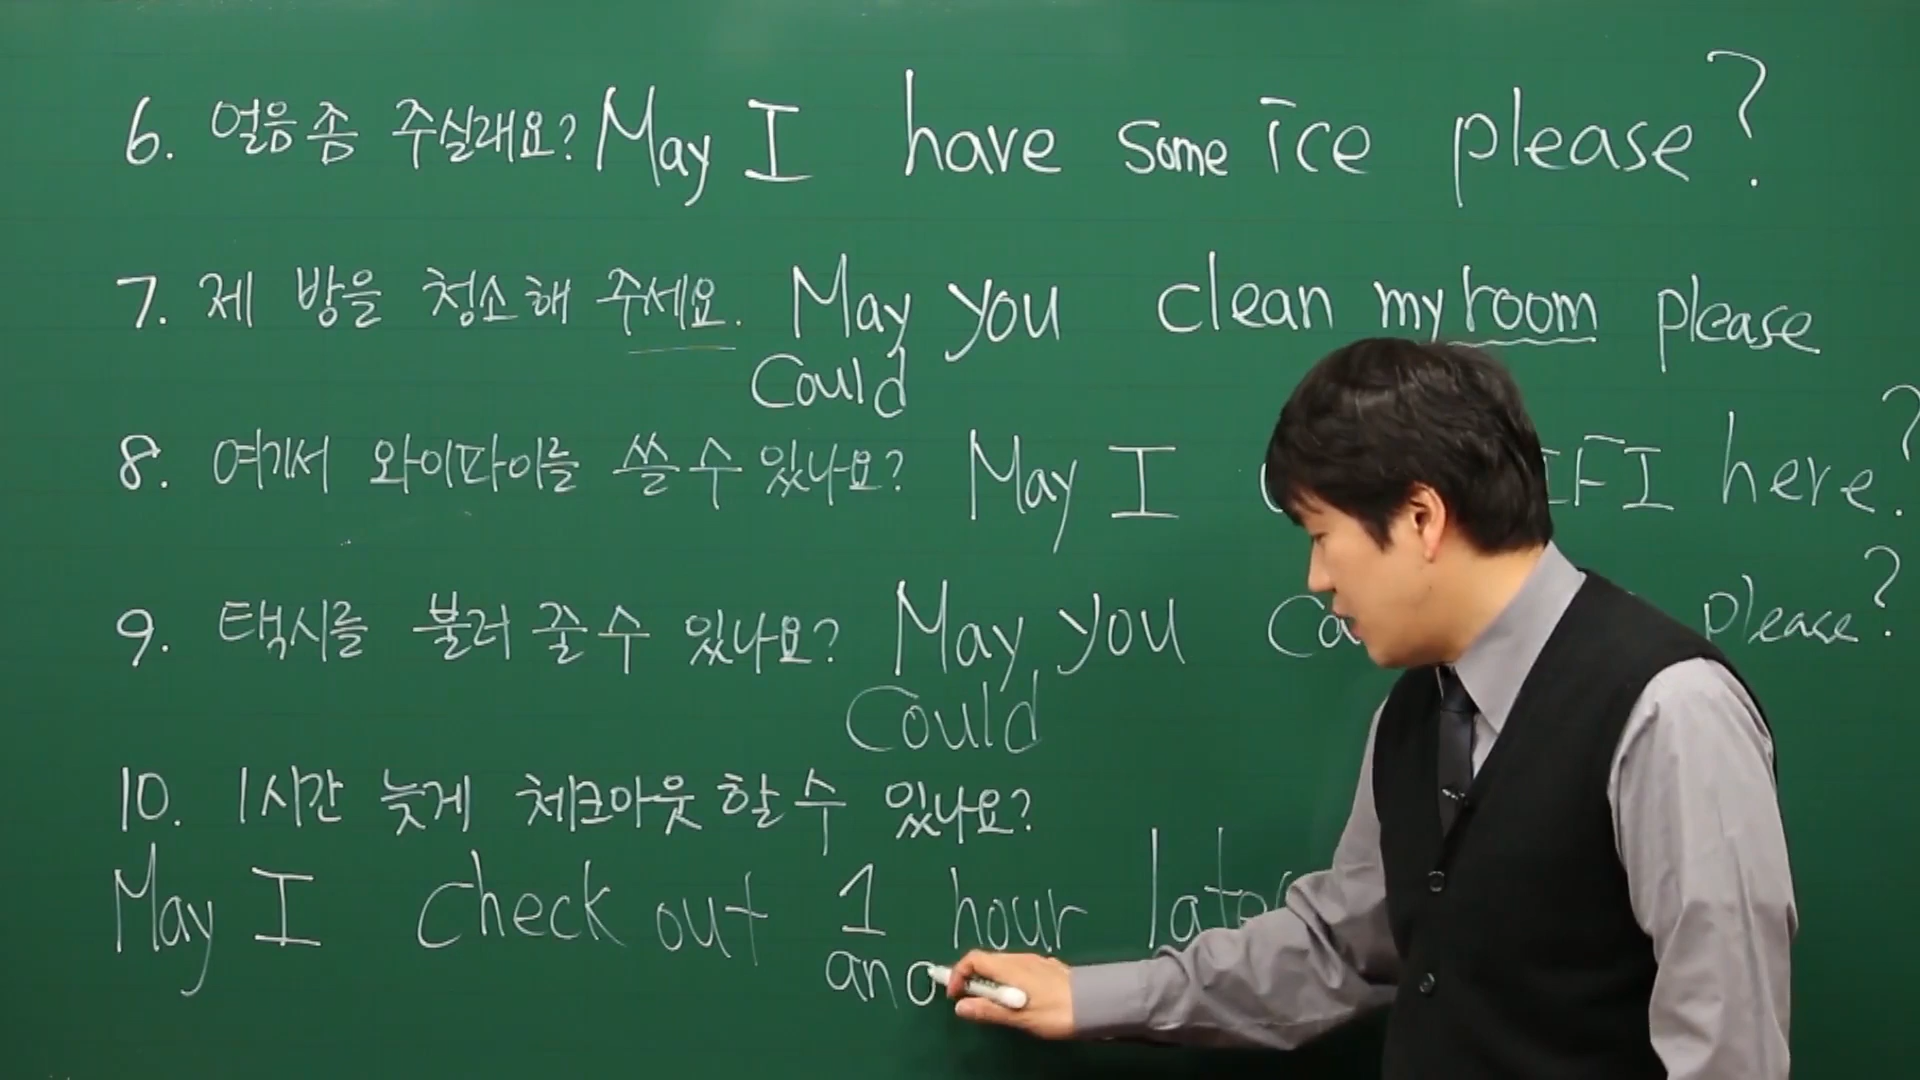 6. 얼음 좀 주실래요? May I have some ice please?
7. 제 방을 청소해 주세요. May you clean my room please
Could
8. 여기서 와이파이를 쓸 수 있나요? May I IFI here?
9. 택시를 불러 줄 수 있나요? May you please?
Could
10. 1시간 늦게 체크아웃 할 수 있나요?
May I check out 1 hour later
ano